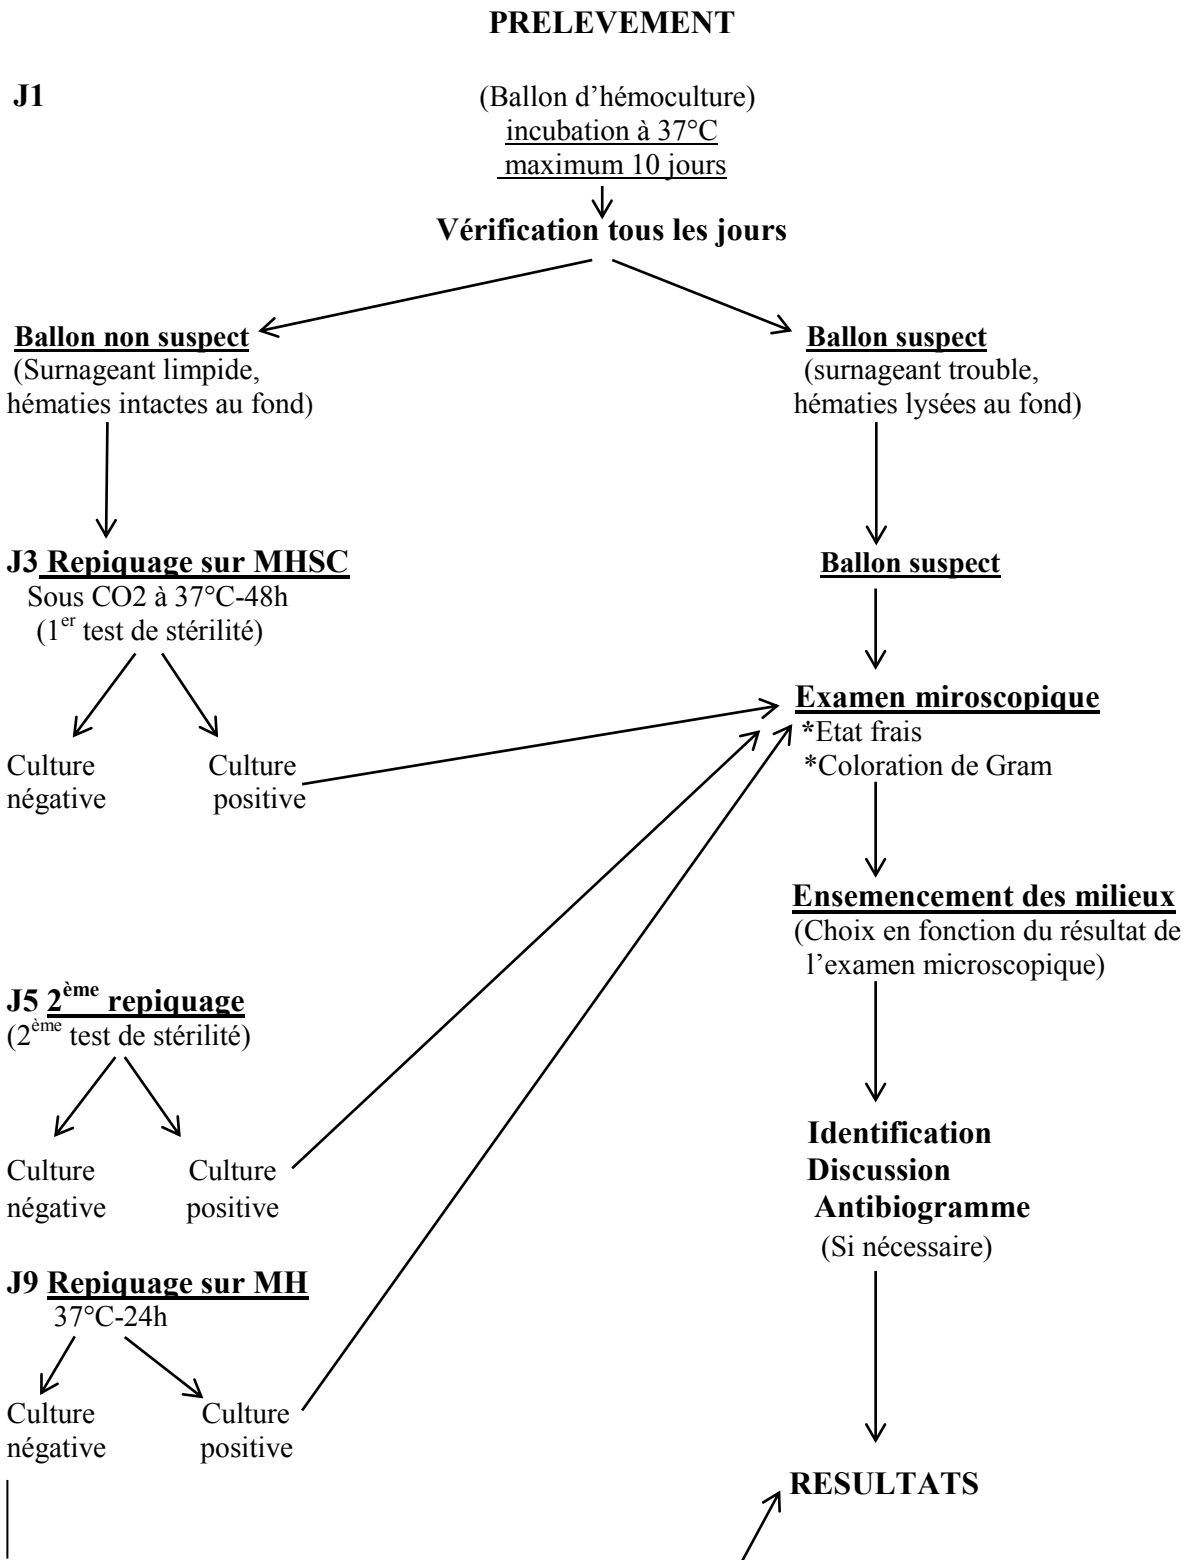 PRELEVEMENT
J1
(Ballon d’hémoculture)
incubation à 37°C
maximum 10 jours
Vérification tous les jours
Ballon non suspect
(Surnageant limpide,
hématies intactes au fond)
Ballon suspect
(surnageant trouble,
hématies lysées au fond)
J3 Repiquage sur MHSC
Sous CO2 à 37°C-48h
(1er test de stérilité)
Ballon suspect
Culture négative
Culture positive
Examen miroscopique
*Etat frais
*Coloration de Gram
Ensemencement des milieux
(Choix en fonction du résultat de
l’examen microscopique)
J5 2ème repiquage
(2ème test de stérilité)
Culture négative
Culture positive
Identification
Discussion
Antibiogramme
(Si nécessaire)
J9 Repiquage sur MH
37°C-24h
Culture négative
Culture positive
RESULTATS